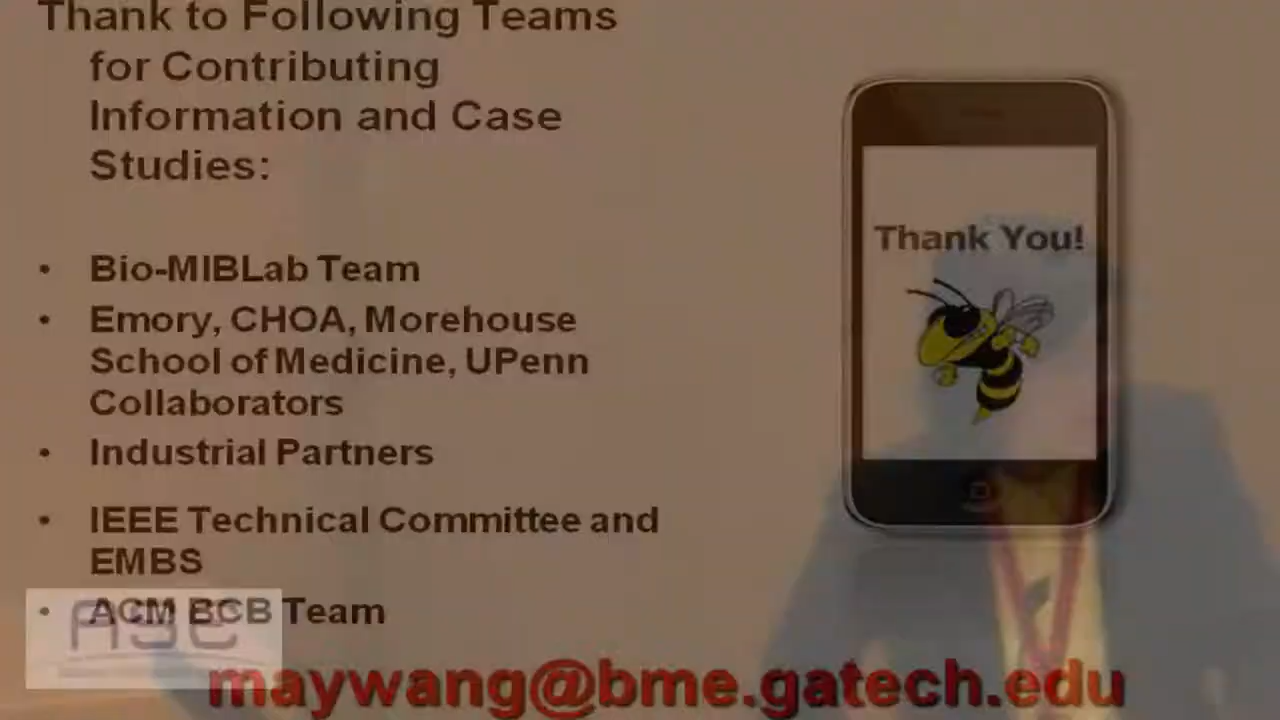 Thank to Following Teams
for Contributing
Information and Case
Studies:
• Bio-MIBLab Team
• Emory, CHOA, Morehouse
School of Medicine, UPenn
Collaborators
• Industrial Partners
• IEEE Technical Committee and
EMBS
• ACM BCB Team
ASE
maywang@bme.gatech.edu
Thank You!